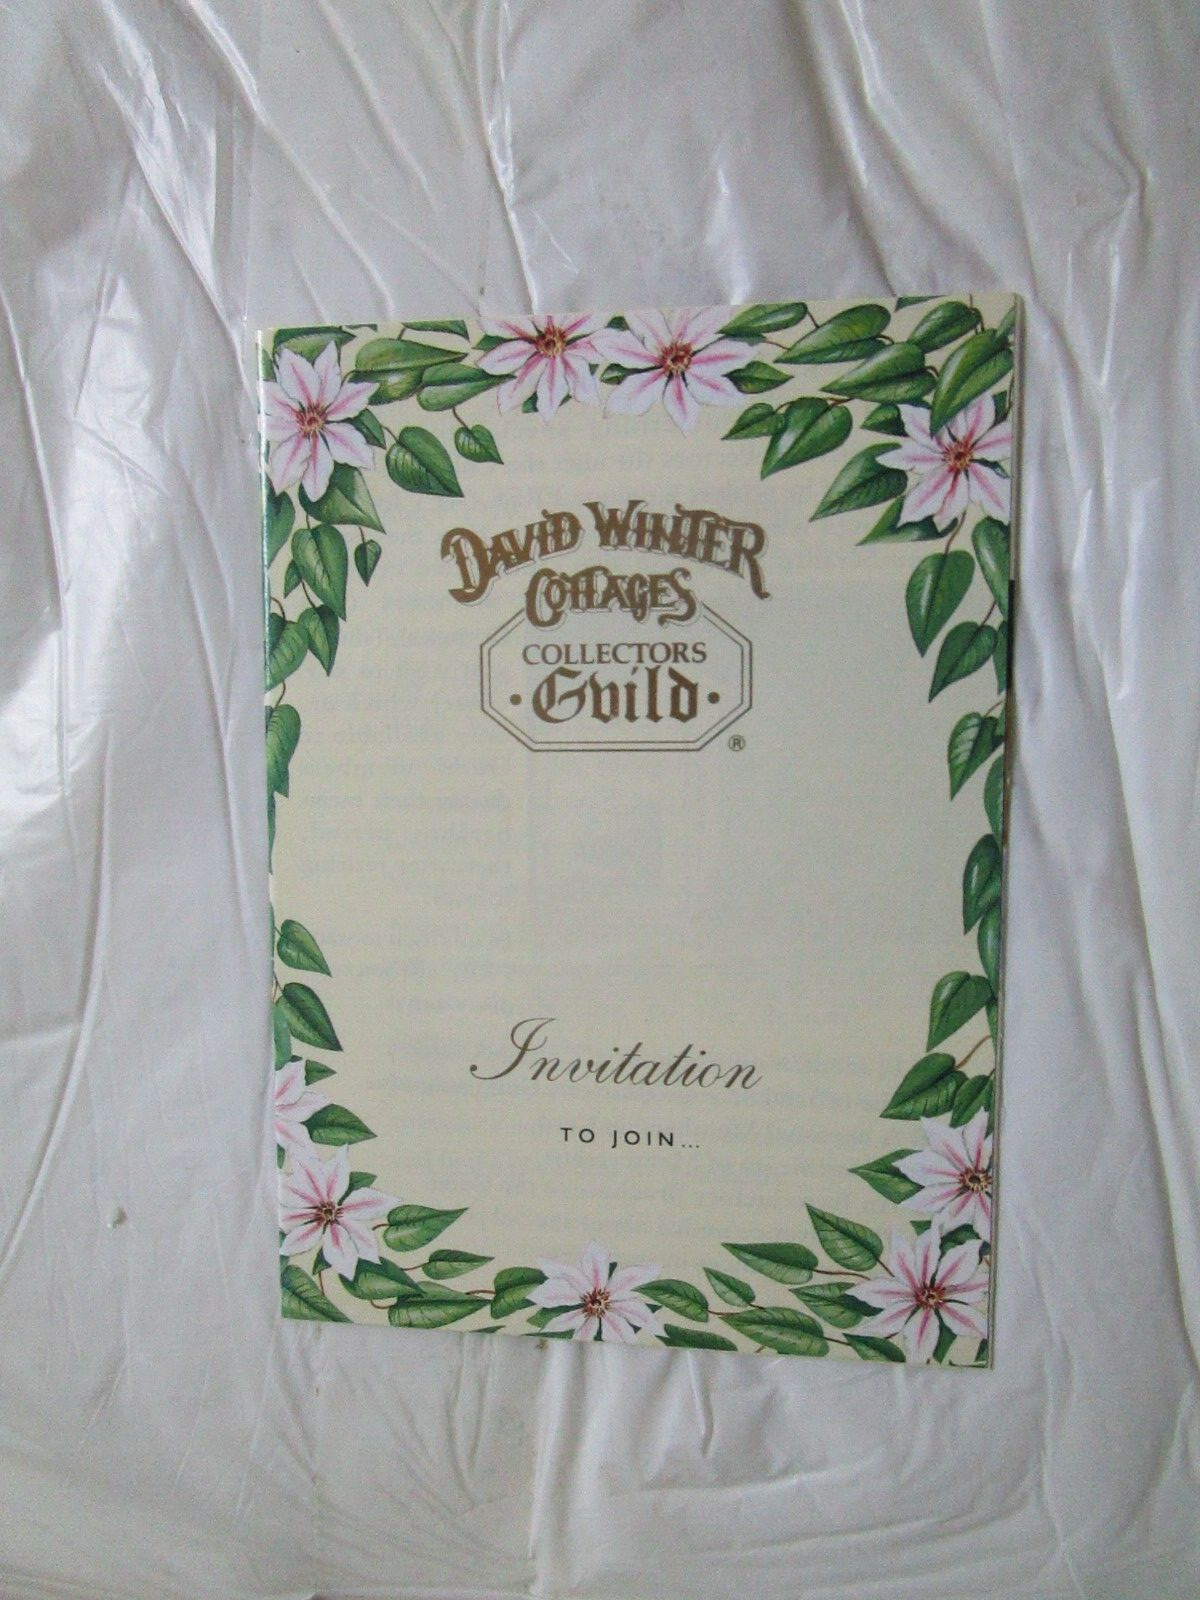 DAVID WINTER
COTTAGES
COLLECTORS
· Guild ·
®
Invitation
TO JOIN...